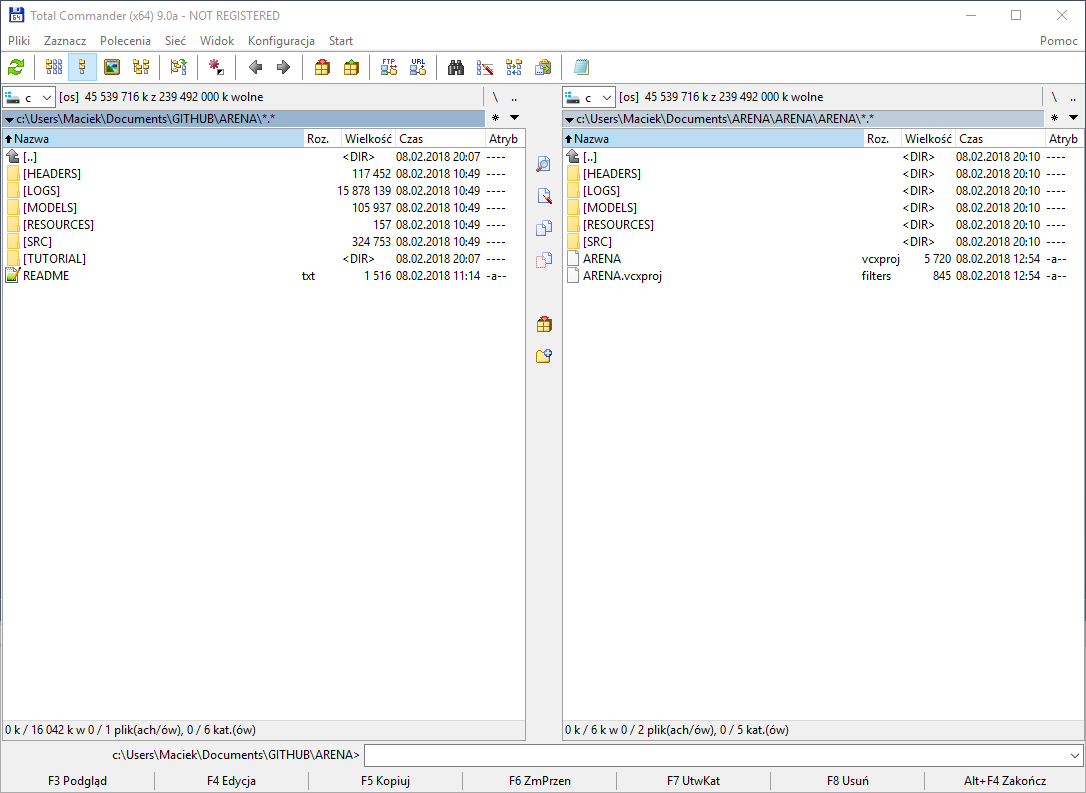 Total Commander (x64) 9.0a - NOT REGISTERED
Pliki Zaznacz Polecenia Sieć Widok Konfiguracja Start Pomoc
64
FTP URL
c [os] 45 539 716 k z 239 492 000 k wolne \ ..
c:\Users\Maciek\Documents\GITHUB\ARENA\*.* *
Nazwa Roz. Wielkość Czas Atryb
[..] <DIR> 08.02.2018 20:07 ----
[HEADERS] 117 452 08.02.2018 10:49 ----
[LOGS] 15 878 139 08.02.2018 10:49 ----
[MODELS] 105 937 08.02.2018 10:49 ----
[RESOURCES] 157 08.02.2018 10:49 ----
[SRC] 324 753 08.02.2018 10:49 ----
[TUTORIAL] <DIR> 08.02.2018 20:07 ----
README txt 1 516 08.02.2018 11:14 -a--
0 k / 16 042 k w 0 / 1 plik(ach/ów), 0 / 6 kat.(ów)
c [os] 45 539 716 k z 239 492 000 k wolne \ ..
c:\Users\Maciek\Documents\ARENA\ARENA\ARENA\*.* *
Nazwa Roz. Wielkość Czas Atryb
[..] <DIR> 08.02.2018 20:10 ----
[HEADERS] <DIR> 08.02.2018 20:10 ----
[LOGS] <DIR> 08.02.2018 20:10 ----
[MODELS] <DIR> 08.02.2018 20:10 ----
[RESOURCES] <DIR> 08.02.2018 20:10 ----
[SRC] <DIR> 08.02.2018 20:10 ----
ARENA vcxproj 5 720 08.02.2018 12:54 -a--
ARENA.vcxproj filters 845 08.02.2018 12:54 -a--
0 k / 6 k w 0 / 2 plik(ach/ów), 0 / 5 kat.(ów)
c:\Users\Maciek\Documents\GITHUB\ARENA>
F3 Podgląd F4 Edycja F5 Kopiuj F6 ZmPrzen F7 UtwKat F8 Usuń Alt+F4 Zakończ